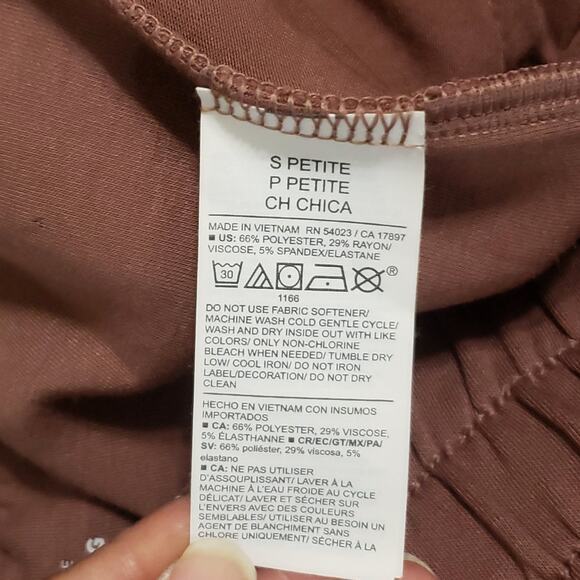 S PETITE
P PETITE
CH CHICA
MADE IN VIETNAM RN 54023 / CA 17897
■ US: 66% POLYESTER, 29% RAYON/
VISCOSE, 5% SPANDEX/ELASTANE
30 ®
1166
DO NOT USE FABRIC SOFTENER/
MACHINE WASH COLD GENTLE CYCLE/
WASH AND DRY INSIDE OUT WITH LIKE
COLORS/ ONLY NON-CHLORINE
BLEACH WHEN NEEDED/ TUMBLE DRY
LOW/ COOL IRON/ DO NOT IRON
LABEL/DECORATION/ DO NOT DRY
CLEAN
HECHO EN VIETNAM CON INSUMOS
IMPORTADOS
■ CA: 66% POLYESTER, 29% VISCOSE,
5% ÉLASTHANNE ■ CR/EC/GT/MX/PA/
SV: 66% poliéster, 29% viscosa, 5%
elastano
■ CA: NE PAS UTILISER
D'ASSOUPLISSANT/ LAVER À LA
MACHINE À L'EAU FROIDE AU CYCLE
DÉLICAT/ LAVER ET SÉCHER SUR
L'ENVERS AVEC DES COULEURS
SEMBLABLES/ UTILISER AU BESOIN UN
AGENT DE BLANCHIMENT SANS
CHLORE UNIQUEMENT/ SÉCHER À LA